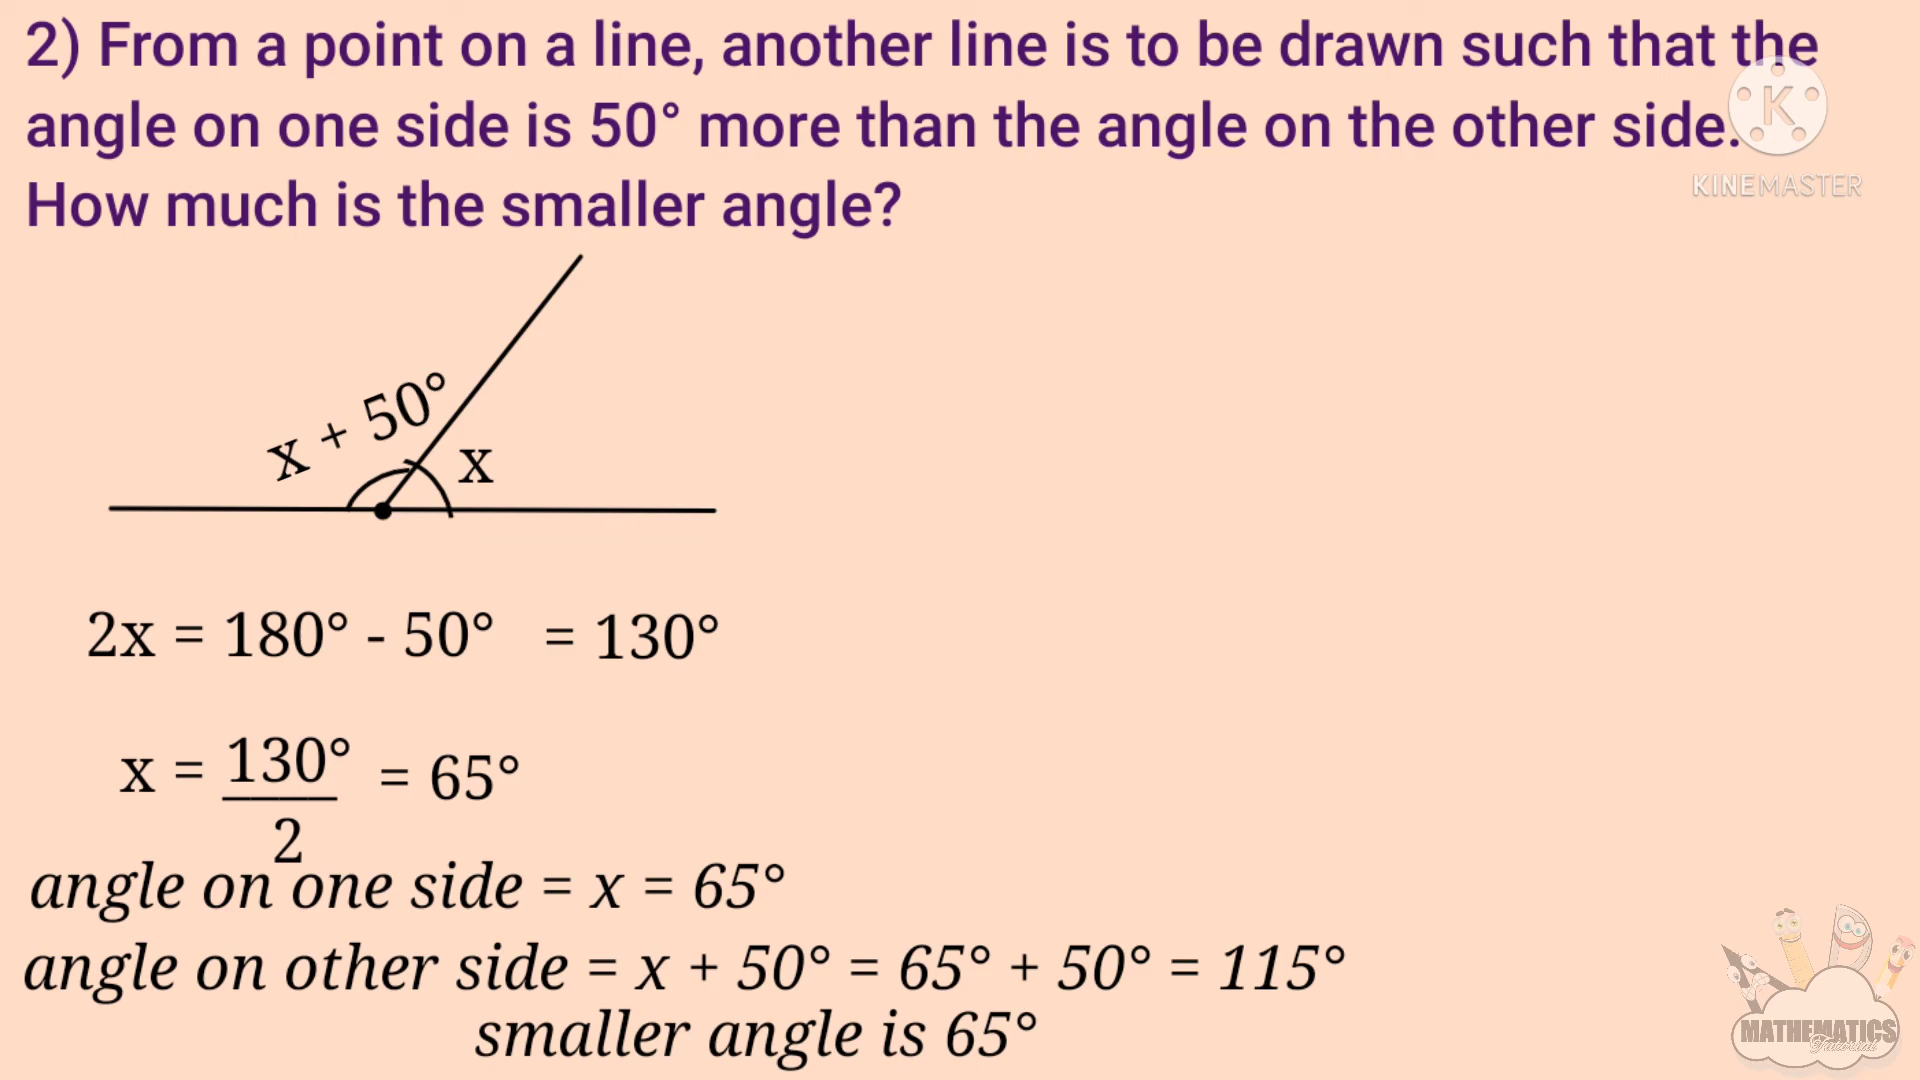 2) From a point on a line, another line is to be drawn such that the
angle on one side is 50° more than the angle on the other side.
How much is the smaller angle?
K
KINEMASTER
x + 50°
x
2x = 180° - 50° = 130°
x = 130° = 65°
2
angle on one side = x = 65°
angle on other side = x + 50° = 65° + 50° = 115°
smaller angle is 65°
MATHEMATICS
Tutorial